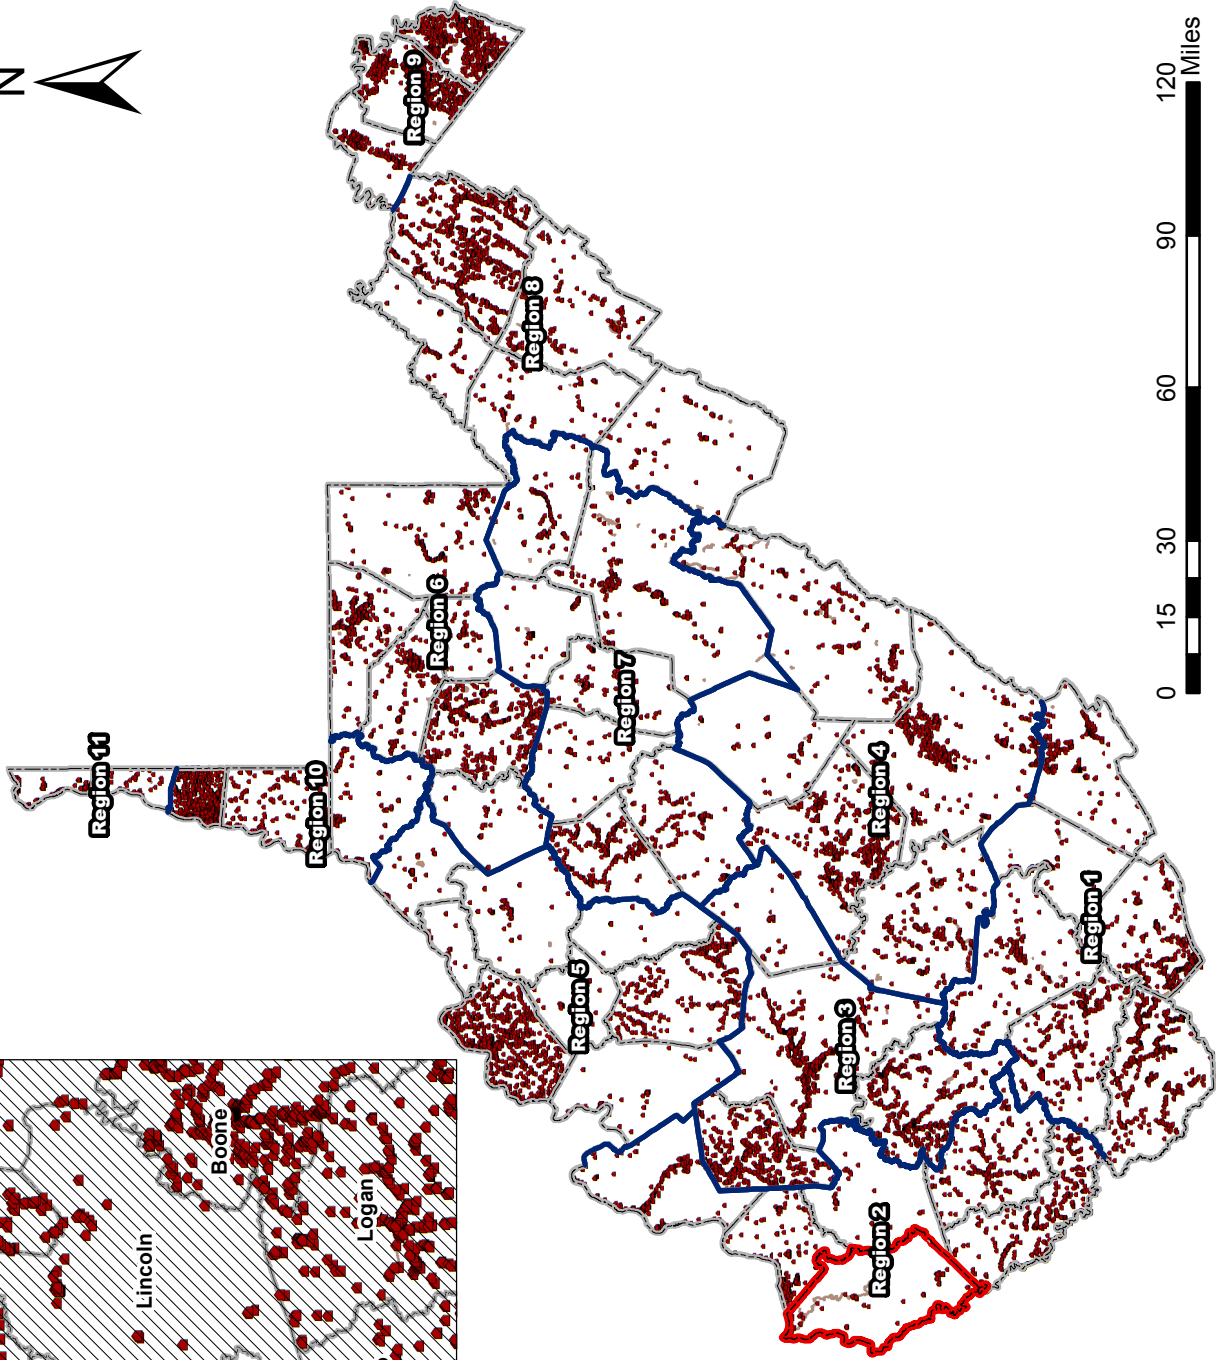 N
Region 11
Region 10
Region 9
Region 8
Region 6
Region 7
Region 5
Region 4
Region 3
Region 2
Region 1
Lincoln
Boone
Logan
0 15 30 60 90 120
Miles